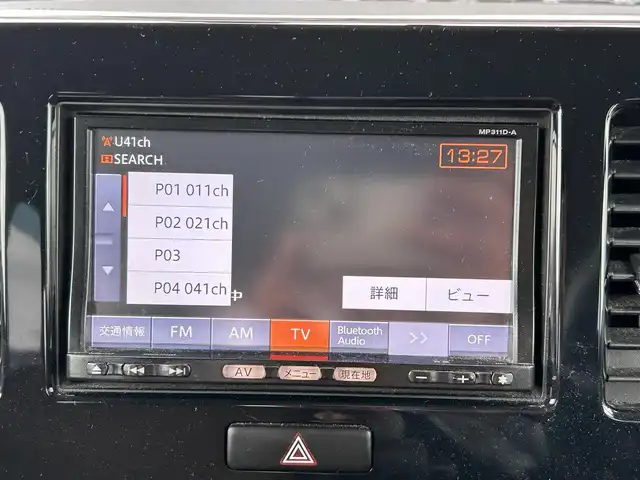 MP311D-A
U41ch
SEARCH
13:27
P01 011ch
P02 021ch
P03
P04 041ch
中
詳細
ビュー
交通情報
FM
AM
TV
Bluetooth
Audio
>>
OFF
AV
メニュー
現在地